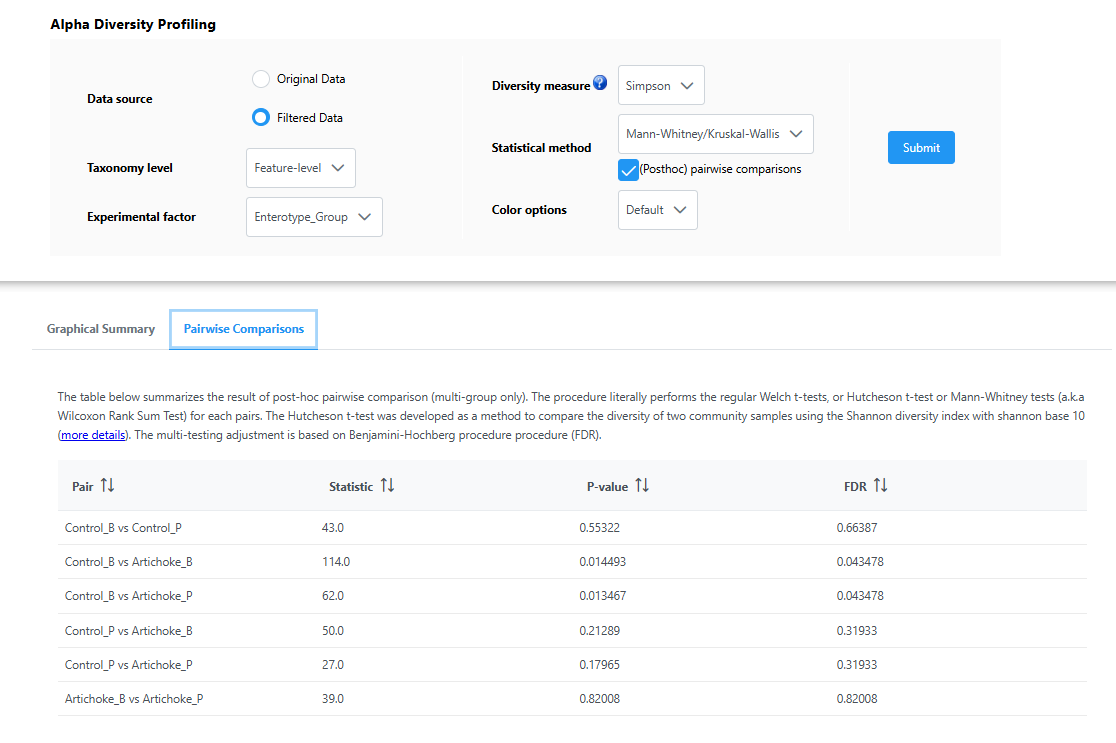 Alpha Diversity Profiling
Data source
Original Data
Filtered Data
Taxonomy level
Feature-level
Experimental factor
Enterotype_Group
Diversity measure ?
Simpson
Statistical method
Mann-Whitney/Kruskal-Wallis
(Posthoc) pairwise comparisons
Color options
Default
Submit
Graphical Summary
Pairwise Comparisons
The table below summarizes the result of post-hoc pairwise comparison (multi-group only). The procedure literally performs the regular Welch t-tests, or Hutcheson t-test or Mann-Whitney tests (a.k.a
Wilcoxon Rank Sum Test) for each pairs. The Hutcheson t-test was developed as a method to compare the diversity of two community samples using the Shannon diversity index with shannon base 10
(more details). The multi-testing adjustment is based on Benjamini-Hochberg procedure procedure (FDR).
Pair Statistic P-value FDR
Control_B vs Control_P 43.0 0.55322 0.66387
Control_B vs Artichoke_B 114.0 0.014493 0.043478
Control_B vs Artichoke_P 62.0 0.013467 0.043478
Control_P vs Artichoke_B 50.0 0.21289 0.31933
Control_P vs Artichoke_P 27.0 0.17965 0.31933
Artichoke_B vs Artichoke_P 39.0 0.82008 0.82008